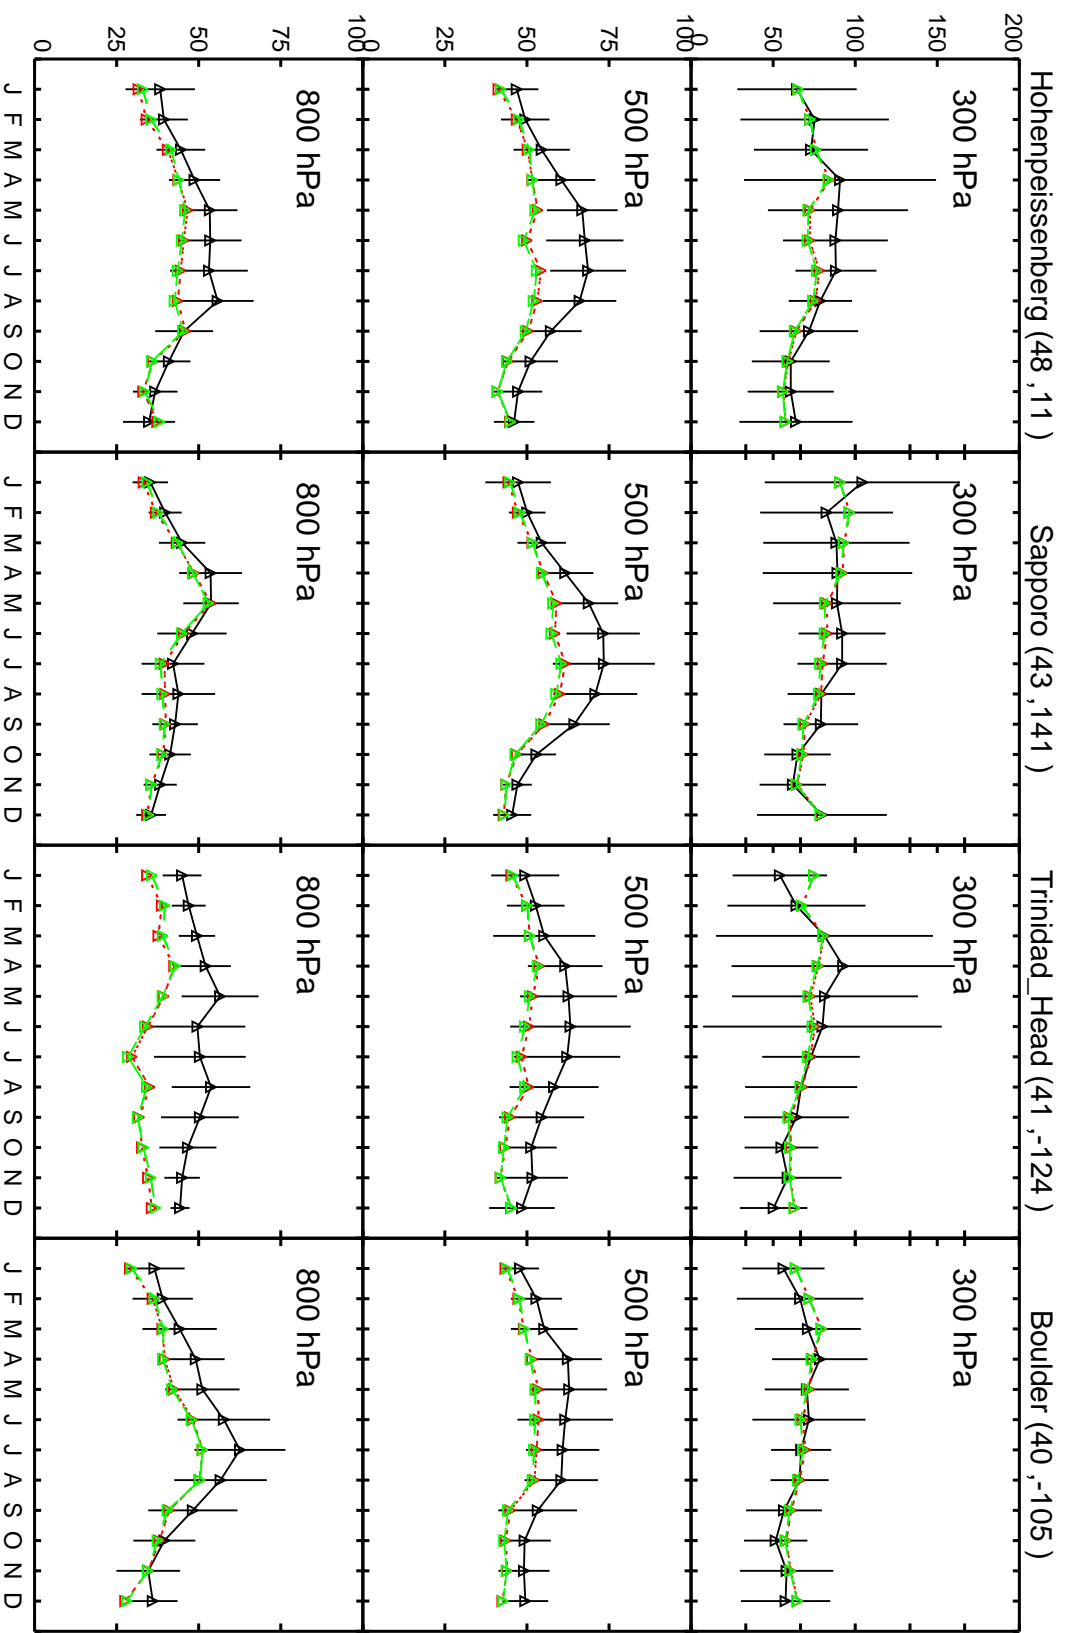 Hohenpeissenberg (48 ,11 )
Sapporo (43 ,141 )
Trinidad_Head (41 ,-124 )
Boulder (40 ,-105 )
200
150
100
50
0
300 hPa
300 hPa
300 hPa
300 hPa
100
75
50
25
0
500 hPa
500 hPa
500 hPa
500 hPa
100
75
50
25
0
800 hPa
800 hPa
800 hPa
800 hPa
J F M A M J J A S O N D
J F M A M J J A S O N D
J F M A M J J A S O N D
J F M A M J J A S O N D